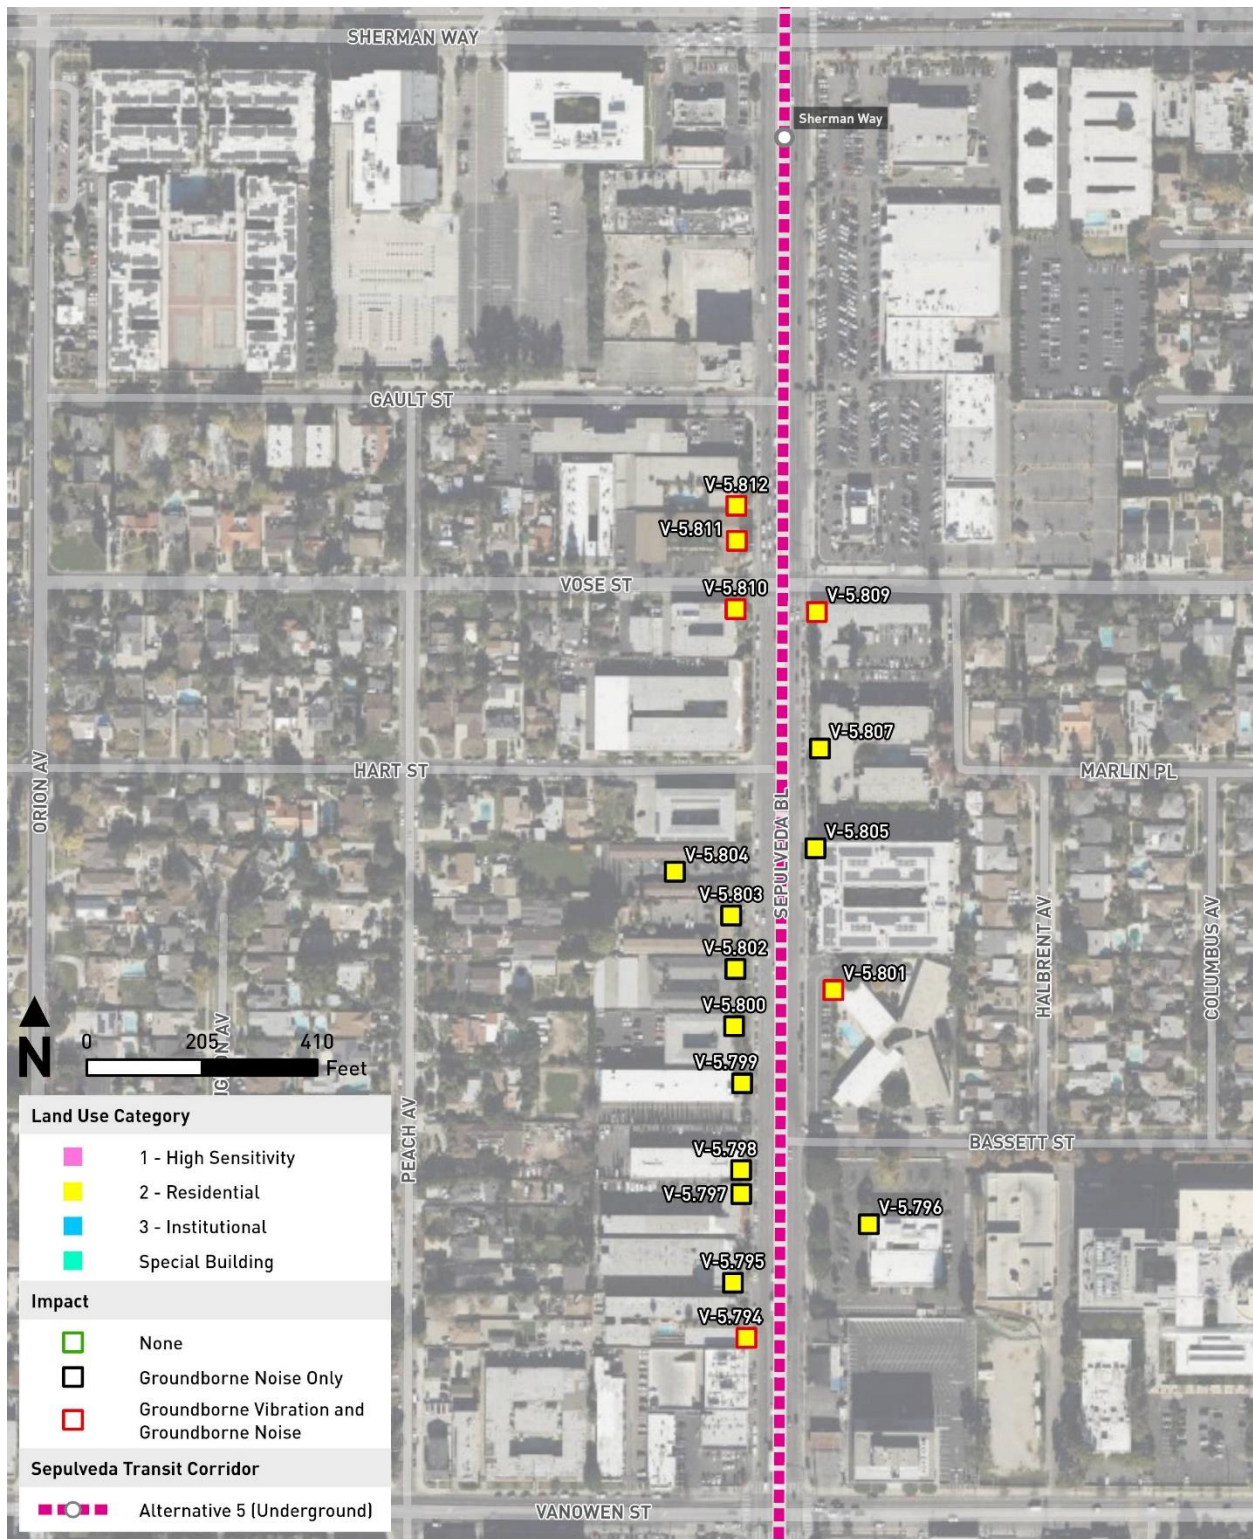 SHERMAN WAY
Sherman Way
GAULT ST
V-5.812
V-5.811
VOSE ST
V-5.810
V-5.809
V-5.807
HART ST
MARLIN PL
ORION AV
SEPULVEDA BL
V-5.805
V-5.804
V-5.803
V-5.802
V-5.801
HALBRENT AV
COLUMBUS AV
V-5.800
N
0 205 410
Feet
V-5.799
PEACH AV
BASSETT ST
V-5.798
V-5.797
V-5.796
V-5.795
V-5.794
VANOWEN ST
Land Use Category
1 - High Sensitivity
2 - Residential
3 - Institutional
Special Building
Impact
None
Groundborne Noise Only
Groundborne Vibration and
Groundborne Noise
Sepulveda Transit Corridor
Alternative 5 (Underground)